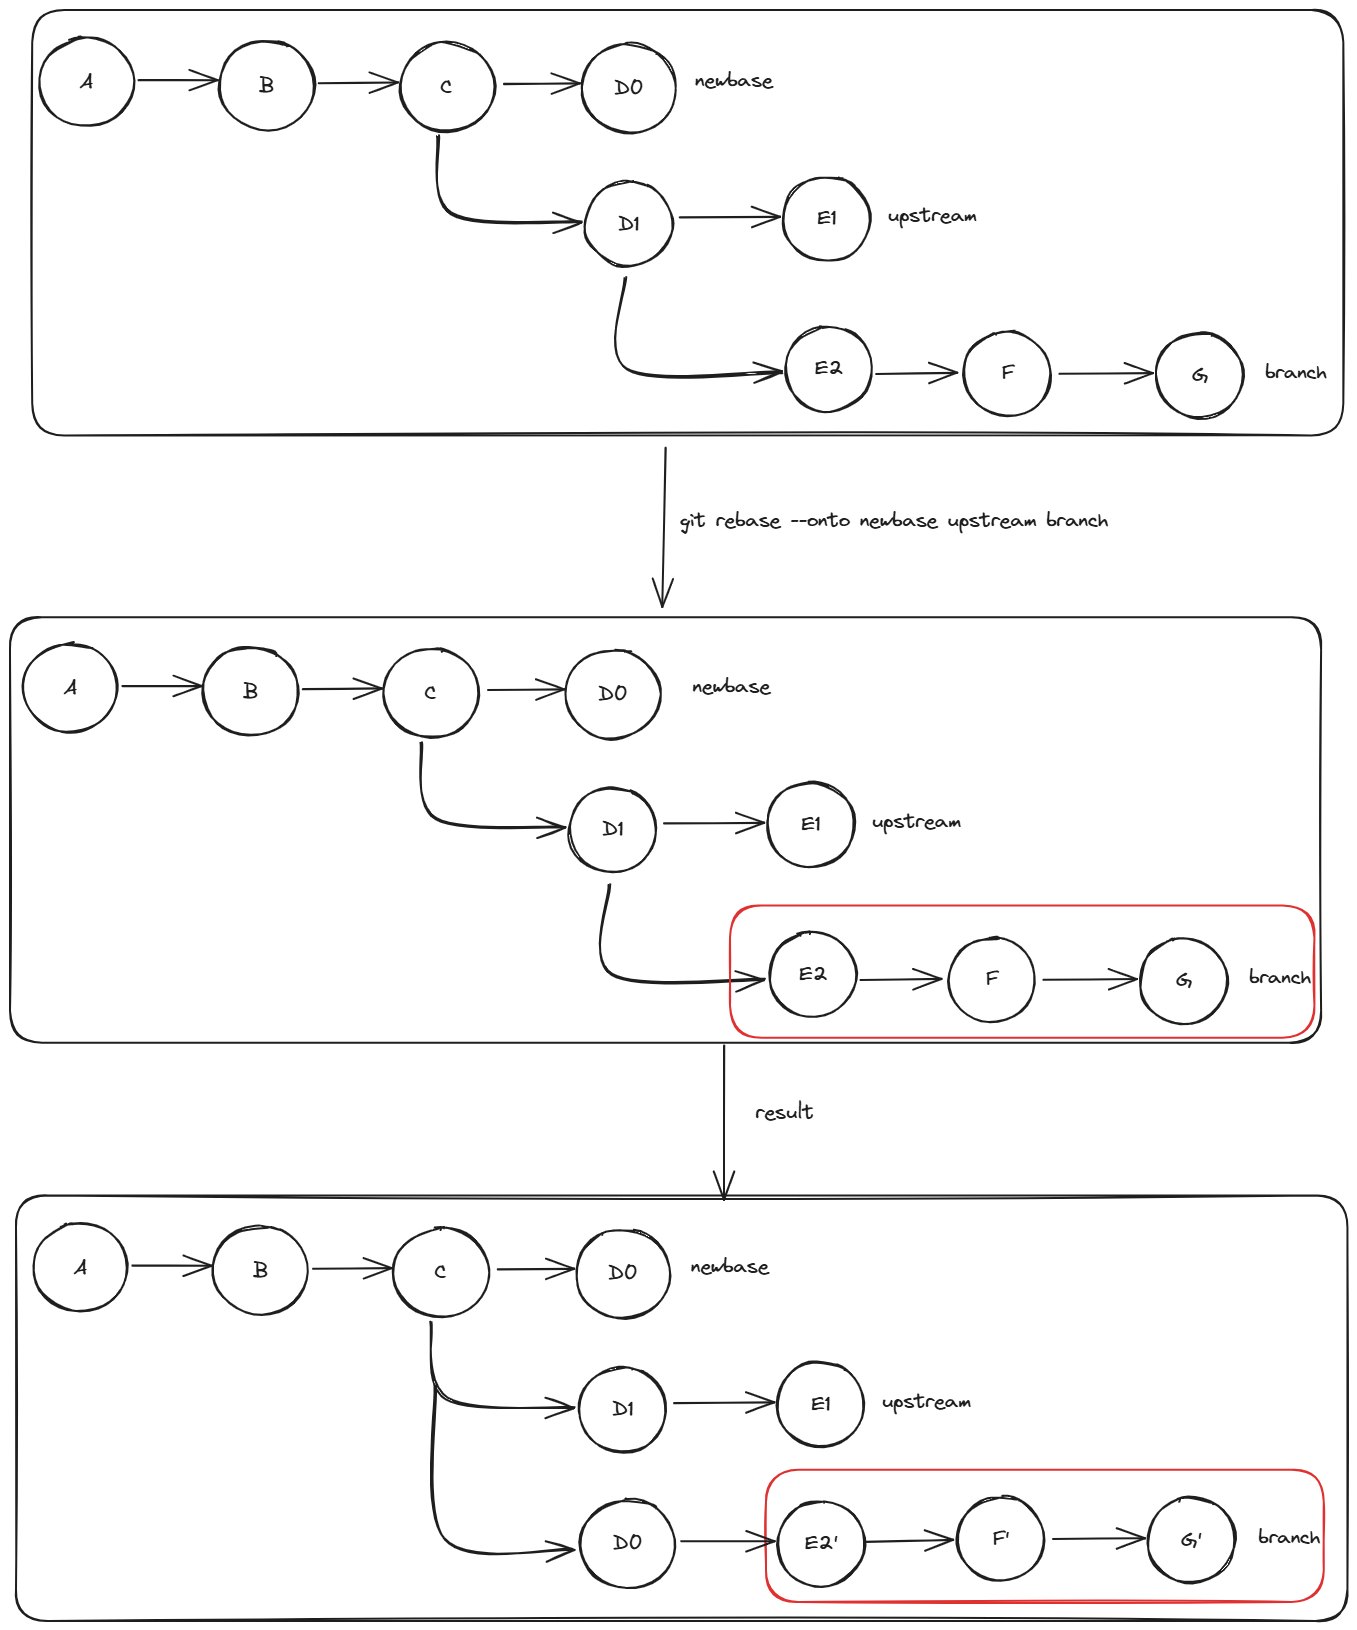 A B C D0 newbase
D1 E1 upstream
E2 F G branch
git rebase --onto newbase upstream branch
A B C D0 newbase
D1 E1 upstream
E2 F G branch
result
A B C D0 newbase
D1 E1 upstream
D0 E2' F' G' branch